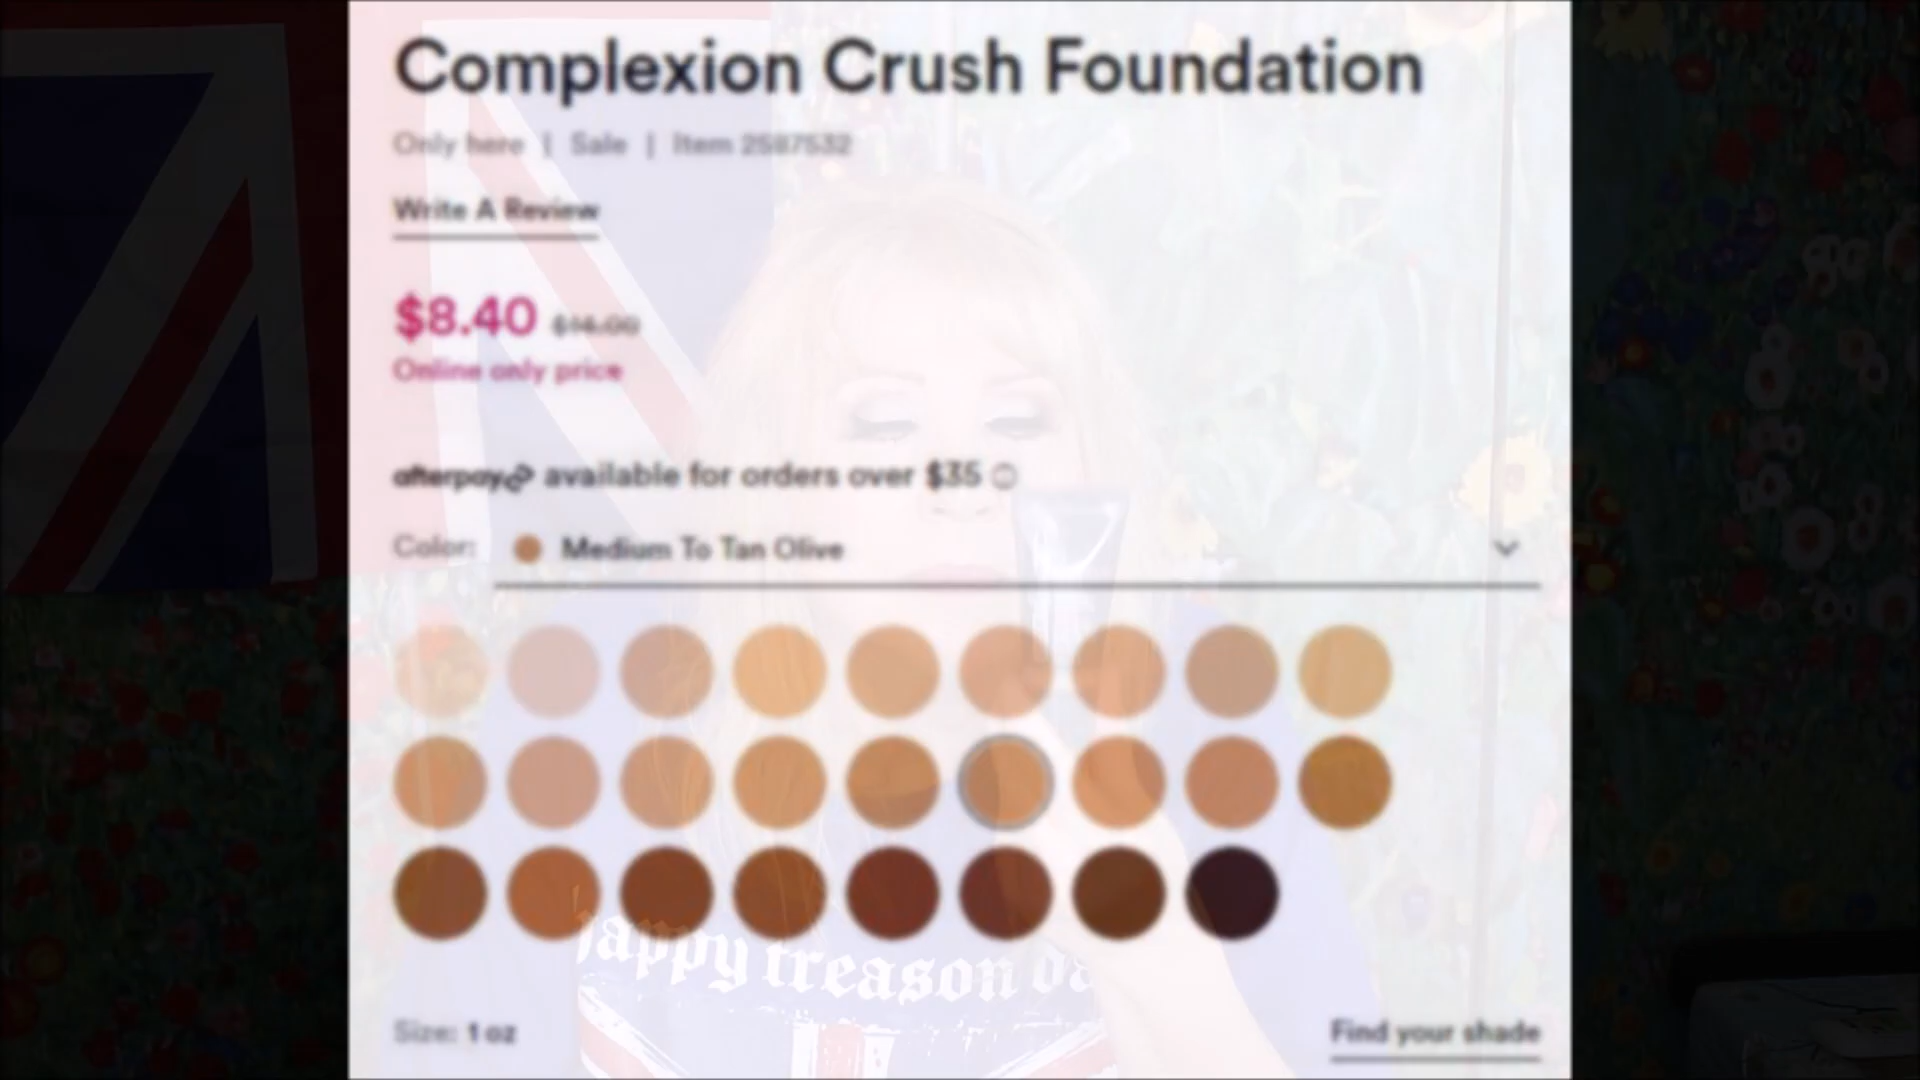 Complexion Crush Foundation
Only here | Sale | Item 2587532
Write A Review
$8.40 $14.00
Online only price
afterpay available for orders over $35
Color: Medium To Tan Olive
happy treason da
Size: 1 oz
Find your shade